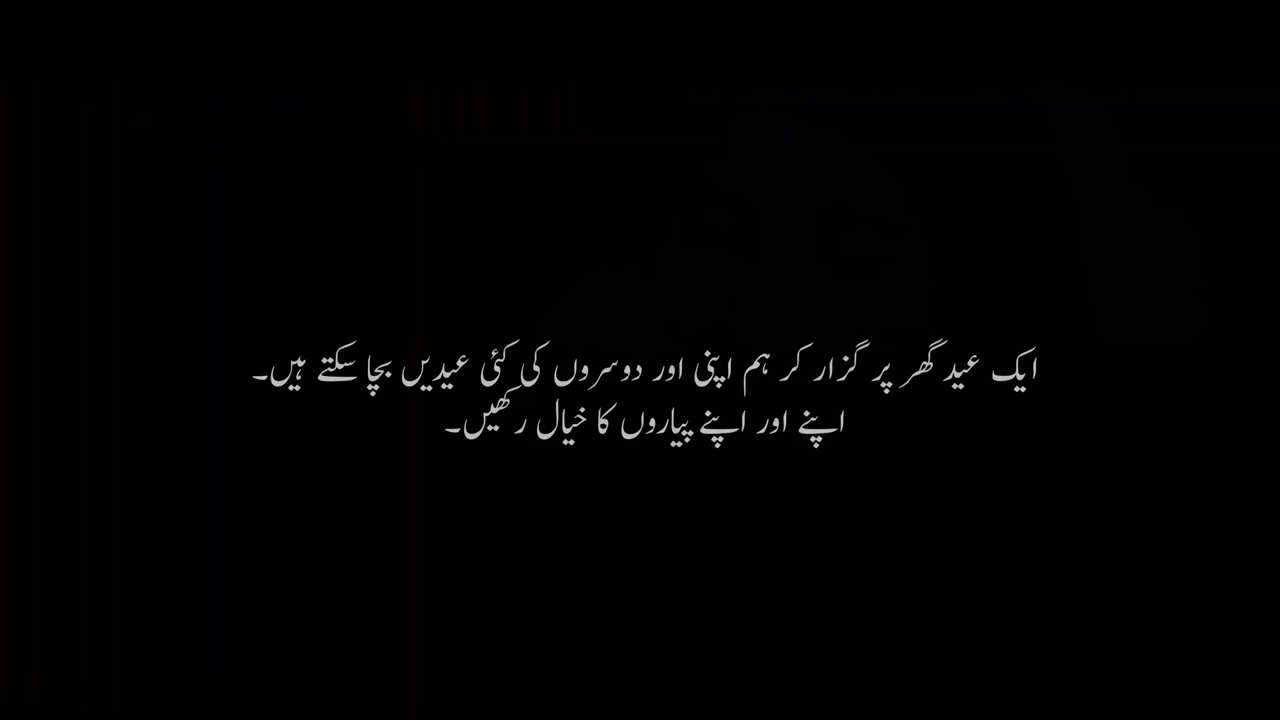 ایک عید گھر پر گزار کر ہم اپنی اور دوسروں کی کئی عیدیں بچا سکتے ہیں۔
اپنے اور اپنے پیاروں کا خیال رکھیں۔